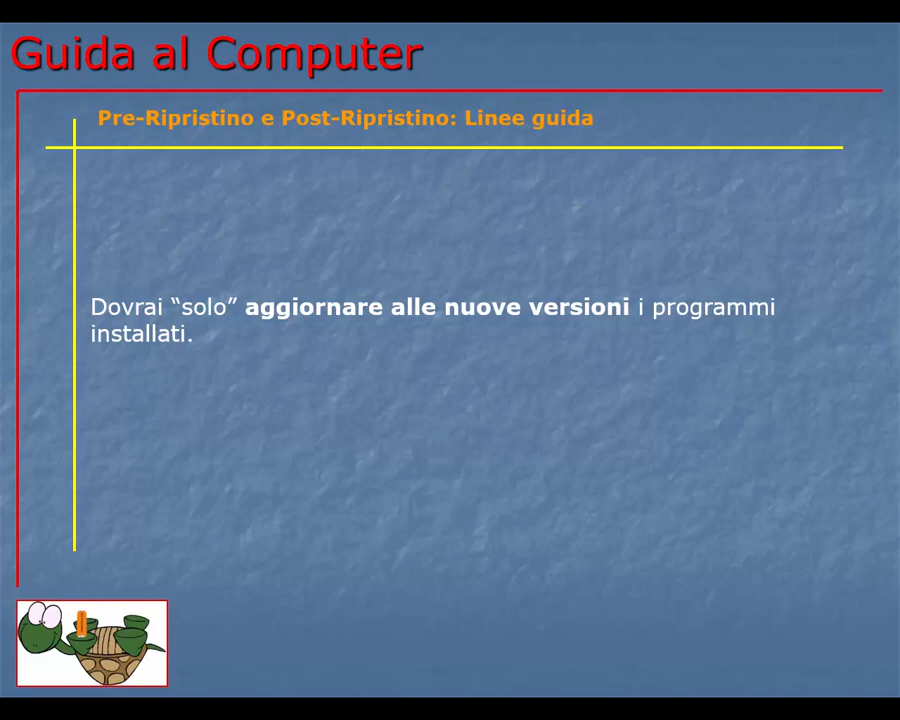 Guida al Computer
Pre-Ripristino e Post-Ripristino: Linee guida
Dovrai “solo” aggiornare alle nuove versioni i programmi
installati.